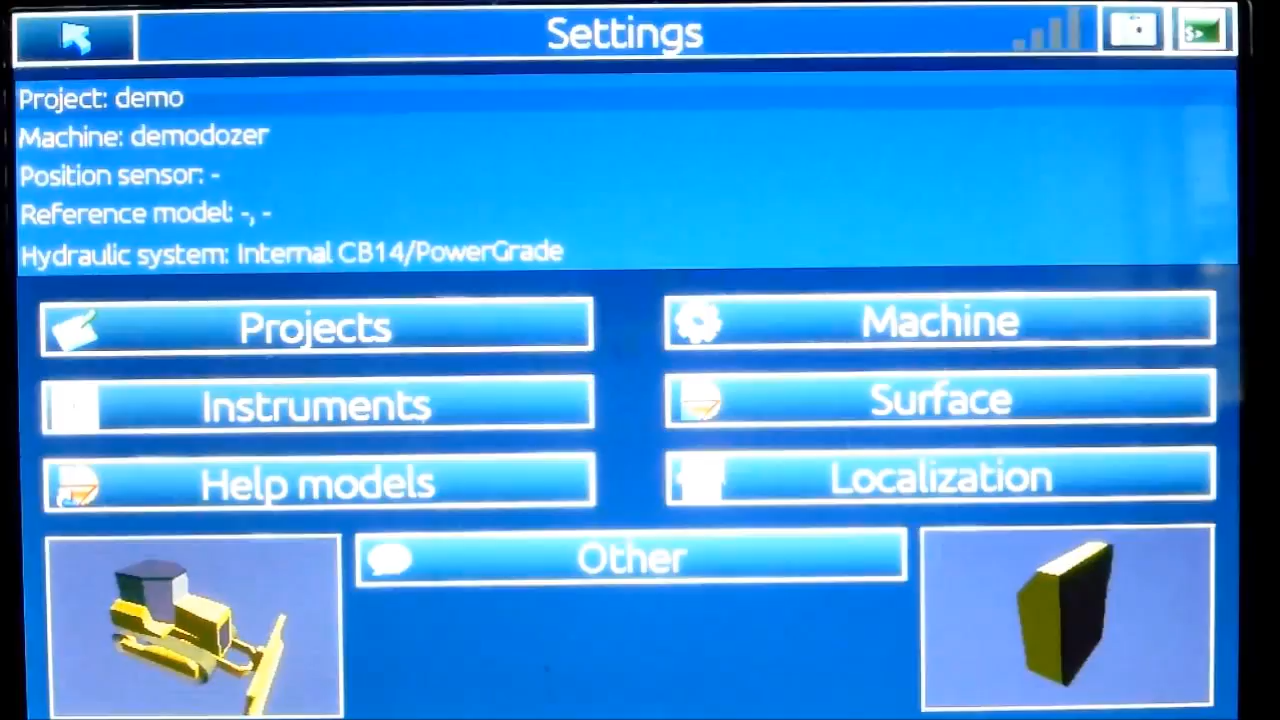 Settings
$>
Project: demo
Machine: demodozer
Position sensor: -
Reference model: -, -
Hydraulic system: Internal CB14/PowerGrade
Projects
Machine
Instruments
Surface
Help models
Localization
Other